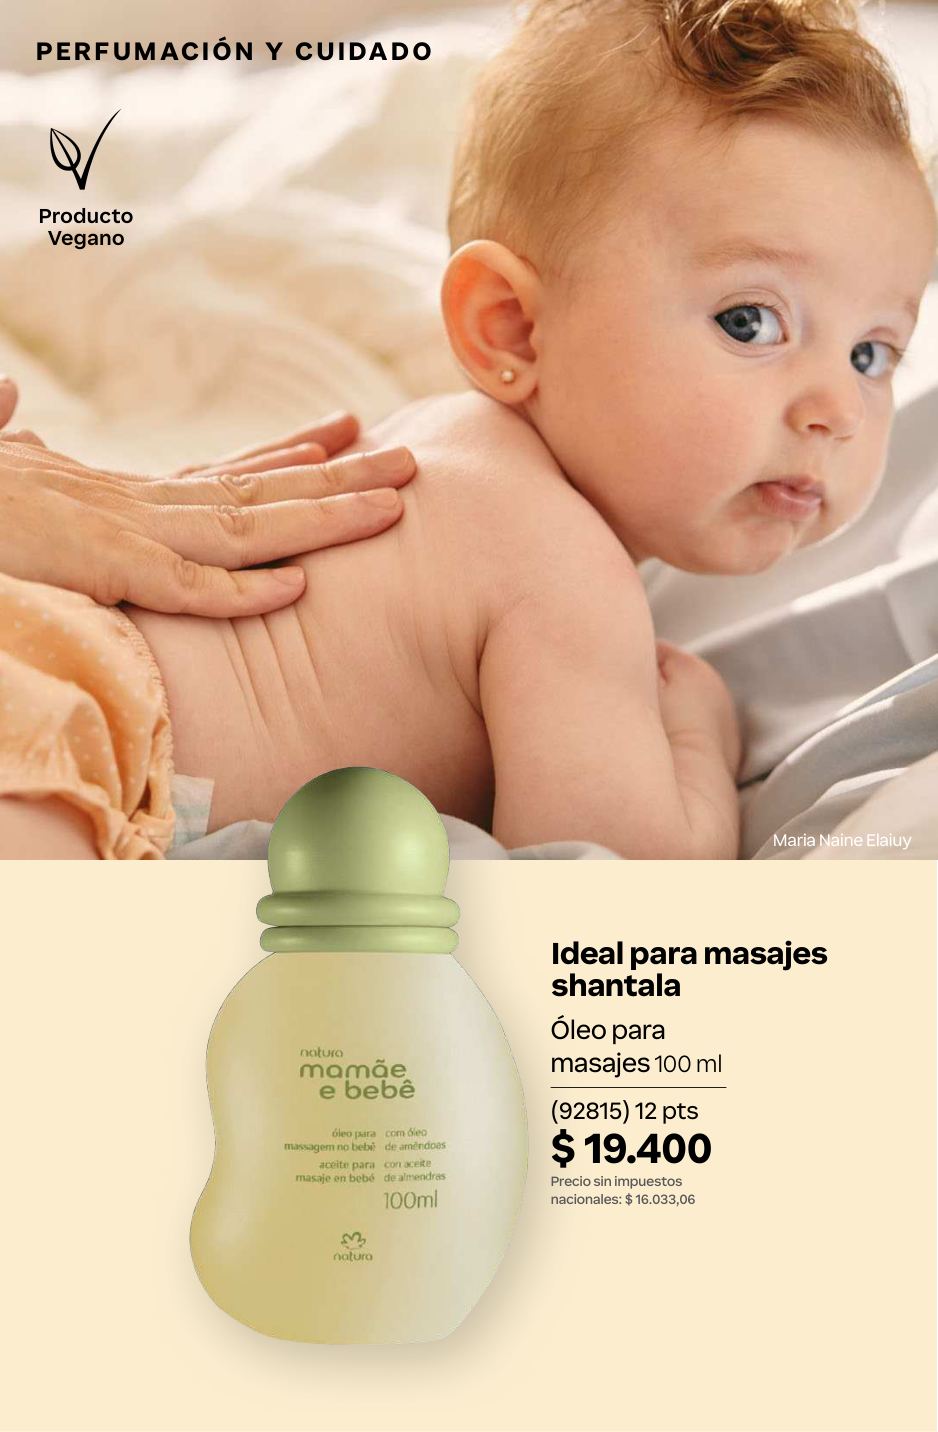 PERFUMACIÓN Y CUIDADO
Producto
Vegano
Maria Naine Elaiuy
Ideal para masajes
shantala
Óleo para
masajes 100 ml
(92815) 12 pts
$ 19.400
Precio sin impuestos
nacionales: $ 16.033,06
natura
mamãe
e bebê
óleo para com óleo
massagem no bebê de amêndoas
aceite para con aceite
masaje en bebé de almendras
100ml
natura